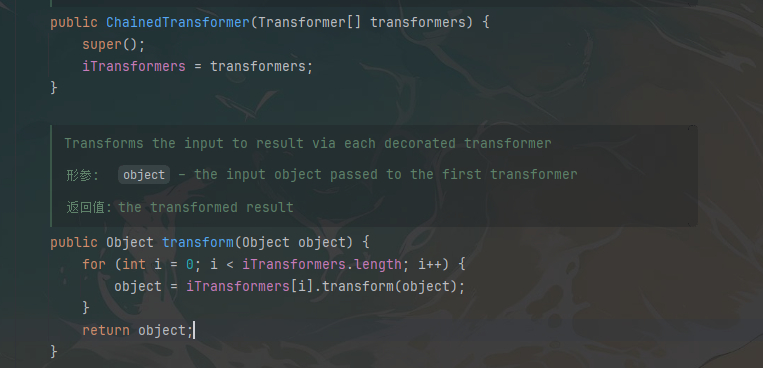 public ChainedTransformer(Transformer[] transformers) {
    super();
    iTransformers = transformers;
}
Transforms the input to result via each decorated transformer
形参: object – the input object passed to the first transformer
返回值: the transformed result
public Object transform(Object object) {
    for (int i = 0; i < iTransformers.length; i++) {
        object = iTransformers[i].transform(object);
    }
    return object;
}